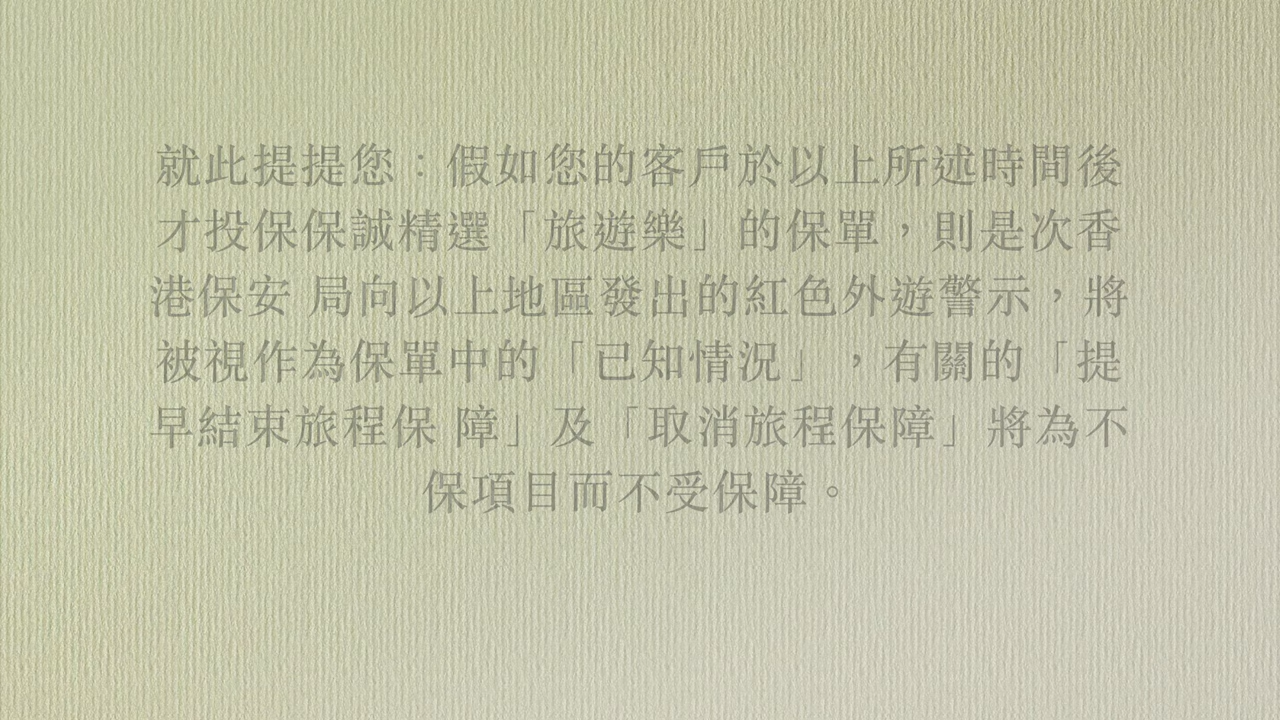 就此提提您：假如您的客戶於以上所述時間後
才投保保誠精選「旅遊樂」的保單，則是次香
港保安 局向以上地區發出的紅色外遊警示，將
被視作為保單中的「已知情況」，有關的「提
早結束旅程保 障」及「取消旅程保障」將為不
保項目而不受保障。